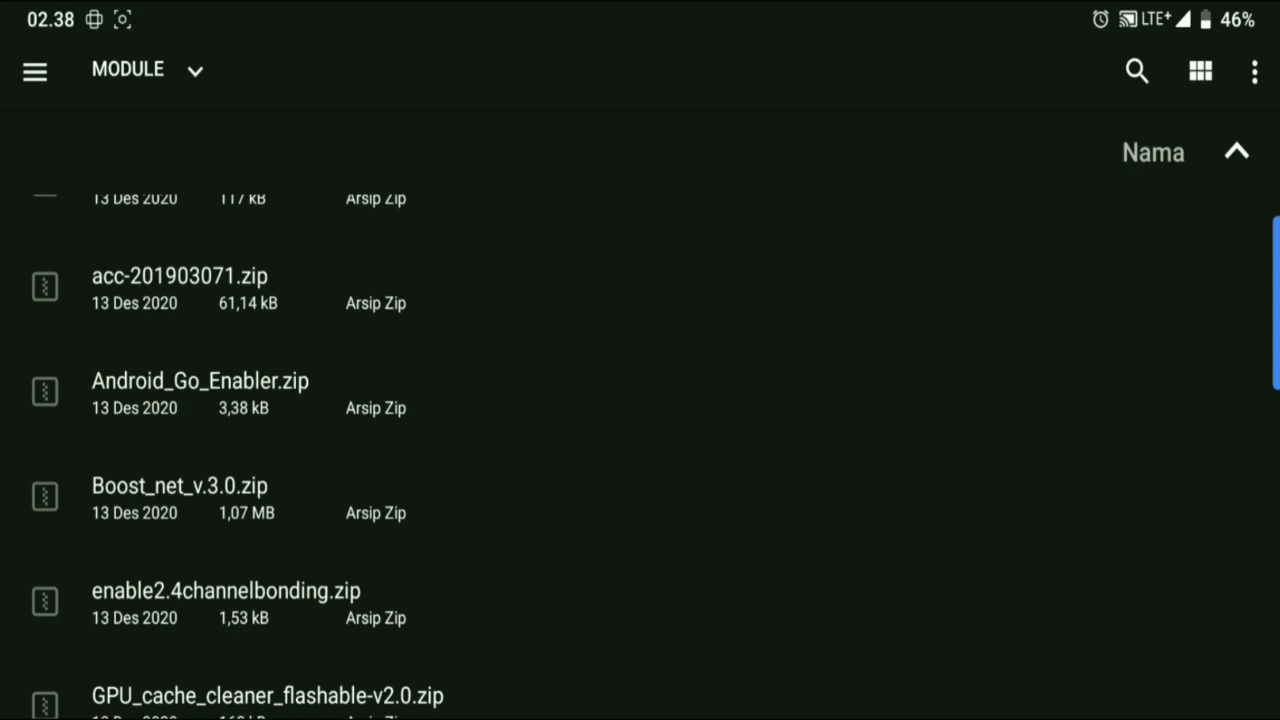 02.38
LTE+ 46%
MODULE
Nama
13 Des 2020 117 kB Arsip Zip
acc-201903071.zip
13 Des 2020 61,14 kB Arsip Zip
Android_Go_Enabler.zip
13 Des 2020 3,38 kB Arsip Zip
Boost_net_v.3.0.zip
13 Des 2020 1,07 MB Arsip Zip
enable2.4channelbonding.zip
13 Des 2020 1,53 kB Arsip Zip
GPU_cache_cleaner_flashable-v2.0.zip